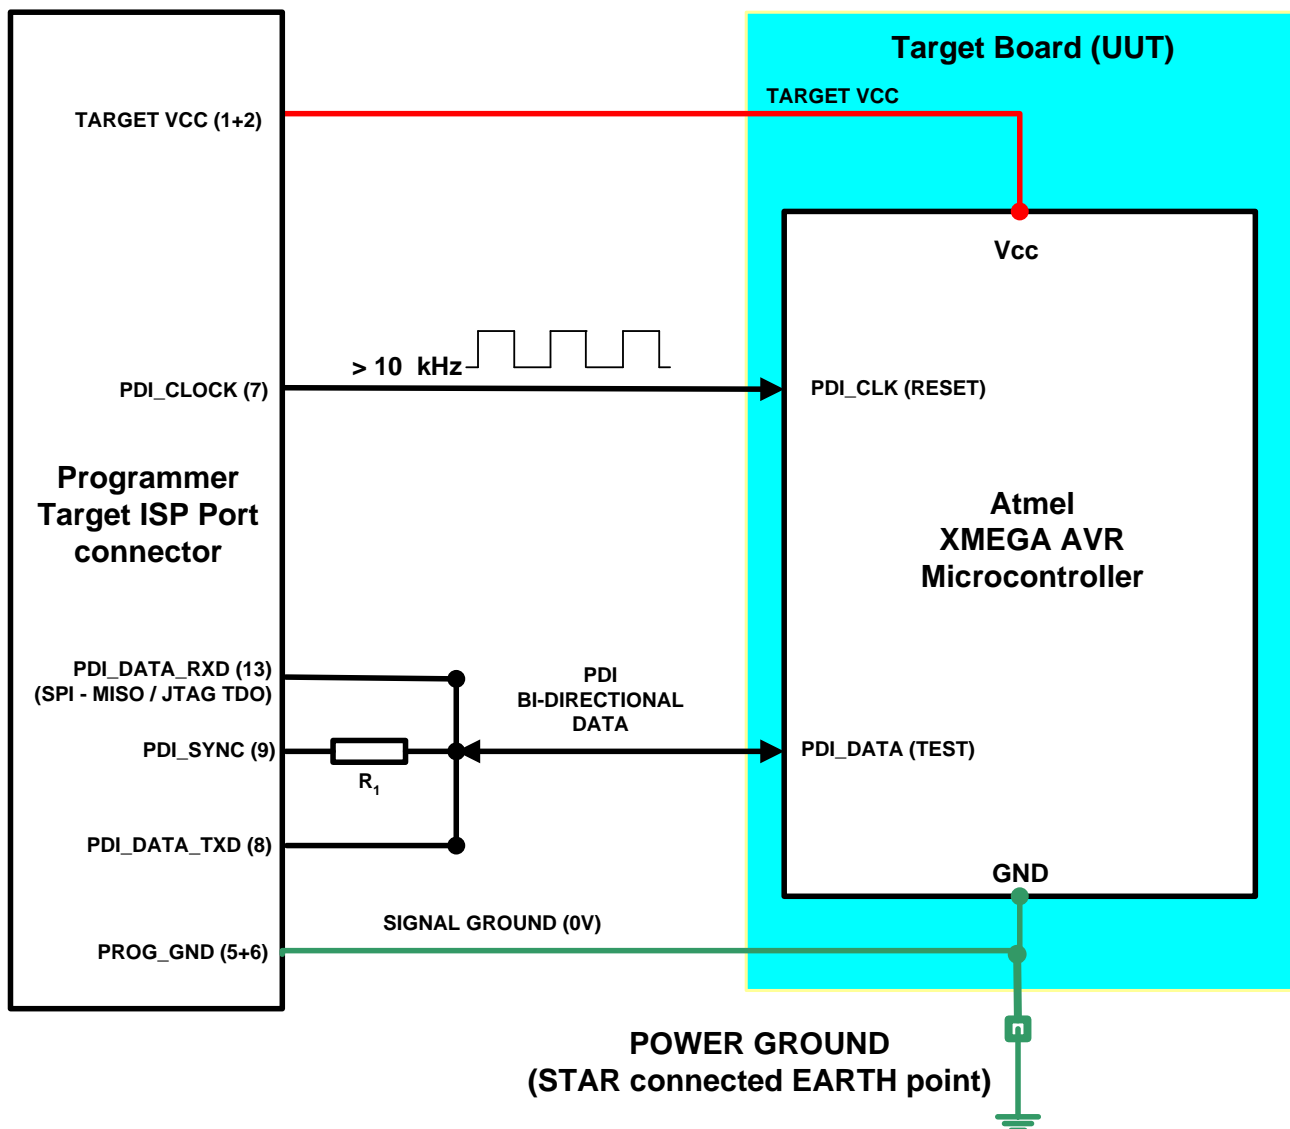 Target Board (UUT)
TARGET VCC
TARGET VCC (1+2)
Vcc
> 10 kHz
PDI_CLOCK (7)
PDI_CLK (RESET)
Programmer
Target ISP Port
connector
Atmel
XMEGA AVR
Microcontroller
PDI_DATA_RXD (13)
(SPI - MISO / JTAG TDO)
PDI
BI-DIRECTIONAL
DATA
PDI_SYNC (9)
R1
PDI_DATA (TEST)
PDI_DATA_TXD (8)
GND
SIGNAL GROUND (0V)
PROG_GND (5+6)
POWER GROUND
(STAR connected EARTH point)